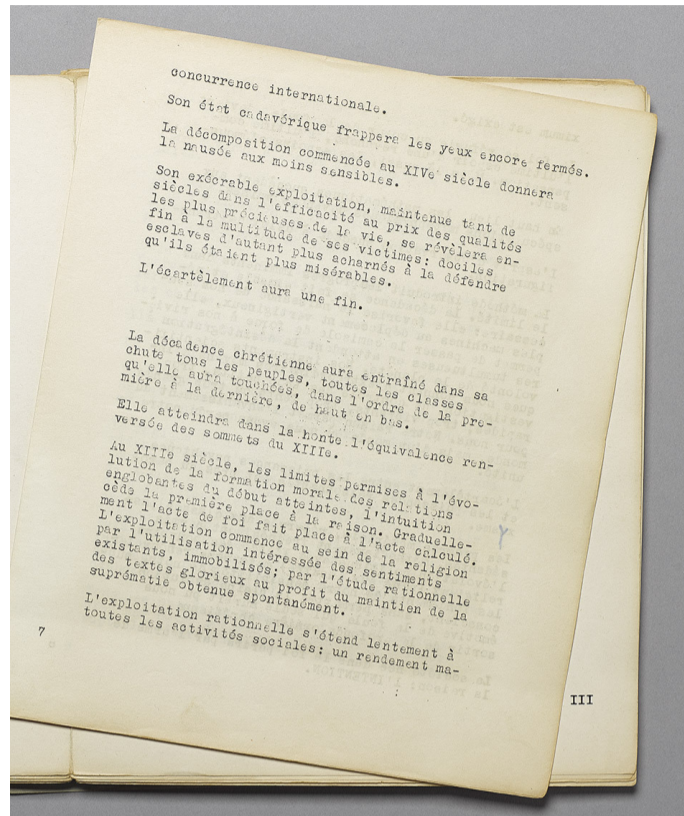 concurrence internationale.
Son état cadavérique frappera les yeux encore fermés.
La décomposition commencée au XIVe siècle donnera
la nausée aux moins sensibles.
Son exécrable exploitation, maintenue tant de
siècles dans l'efficacité au prix des qualités
les plus précieuses de la vie, se révèlera en-
fin à la multitude de ses victimes: dociles
esclaves d'autant plus acharnés à la défendre
qu'ils étaient plus misérables.
L'écartèlement aura une fin.
La décadence chrétienne aura entraîné dans sa
chute tous les peuples, toutes les classes
qu'elle aura touchées, dans l'ordre de la pre-
mière à la dernière, de haut en bas.
Elle atteindra dans la honte l'équivalence ren-
versée des sommets du XIIIe.
Au XIIIe siècle, les limites permises à l'évo-
lution de la formation morale des relations
englobantes du début atteintes, l'intuition
cède la première place à la raison. Graduelle-
ment l'acte de foi fait place à l'acte calculé.
L'exploitation commence au sein de la religion
par l'utilisation intéressée des sentiments
existants, immobilisés; par l'étude rationnelle
des textes glorieux au profit du maintien de la
suprématie obtenue spontanément.
L'exploitation rationnelle s'étend lentement à
toutes les activités sociales: un rendement ma-
7
III